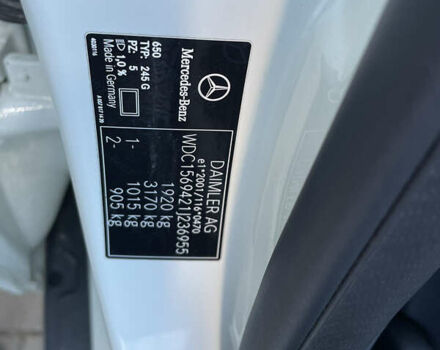 Mercedes-Benz
DAIMLER AG
e1*2001/116*0470
WDC1569421J236955
1920 kg
3170 kg
1- 1015 kg
2- 905 kg
650
TYP: 245 G
PZ: 5
1,0 %
Made in Germany